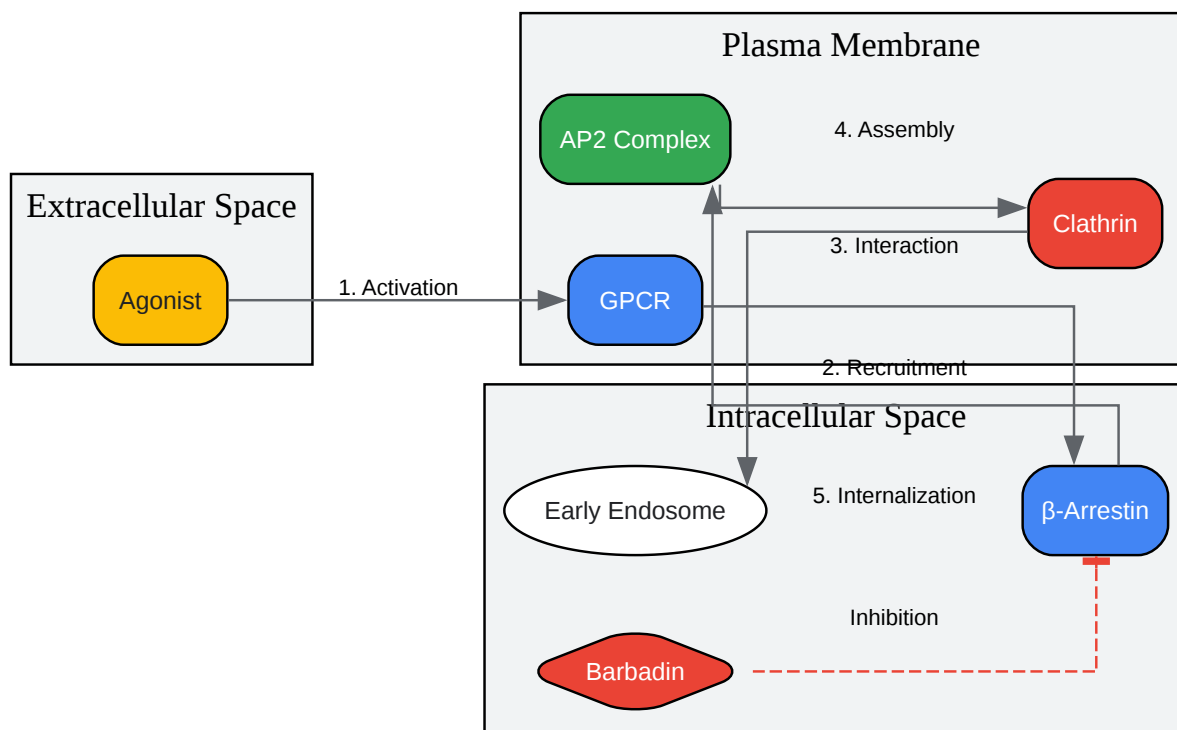 Plasma Membrane
AP2 Complex
4. Assembly
Extracellular Space
Clathrin
3. Interaction
Agonist
1. Activation
GPCR
2. Recruitment
Intracellular Space
Early Endosome
5. Internalization
β-Arrestin
Inhibition
Barbadin